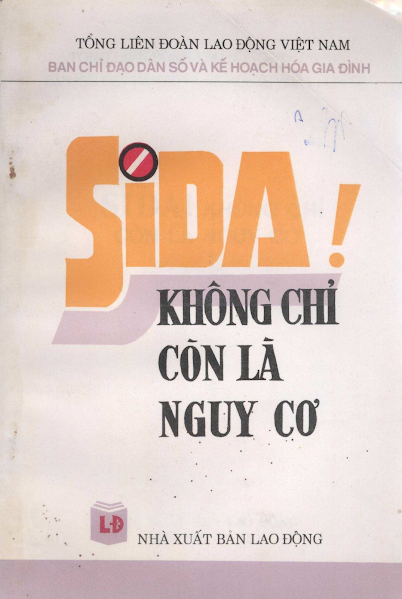 TỔNG LIÊN ĐOÀN LAO ĐỘNG VIỆT NAM
BAN CHỈ ĐẠO DÂN SỐ VÀ KẾ HOẠCH HÓA GIA ĐÌNH
SIDA!
KHÔNG CHỈ
CÒN LÀ
NGUY CƠ
LĐ
NHÀ XUẤT BẢN LAO ĐỘNG